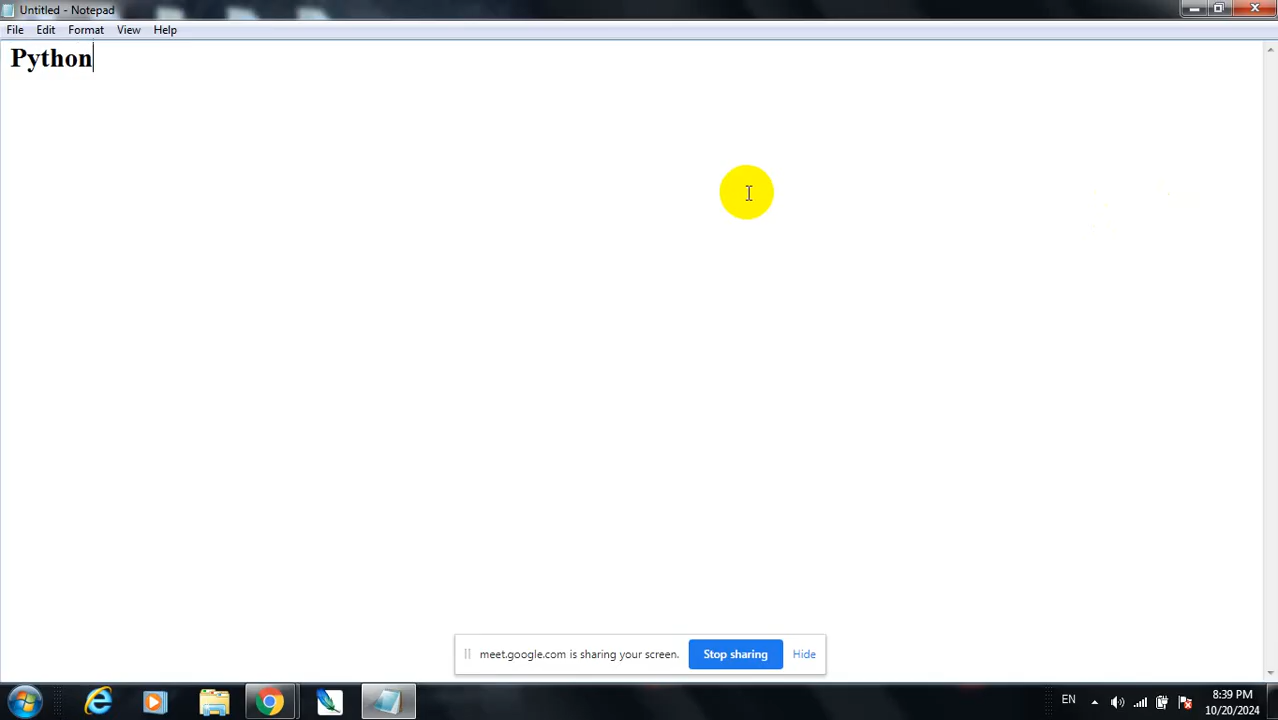 Untitled - Notepad
File Edit Format View Help
Python
meet.google.com is sharing your screen. Stop sharing Hide
EN
8:39 PM
10/20/2024